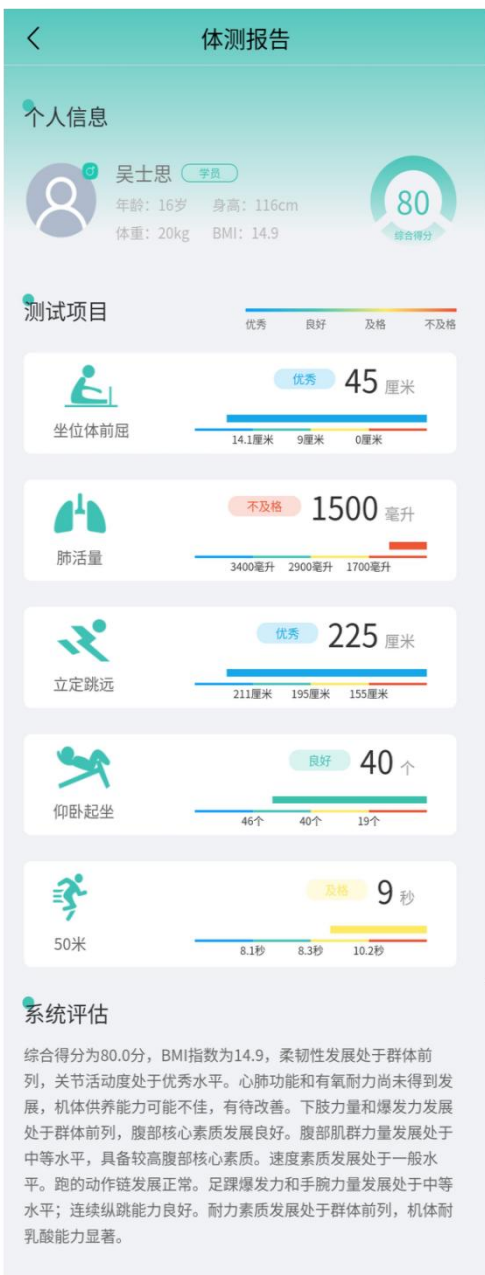 体测报告
个人信息
吴士思 学员
年龄：16岁 身高：116cm
体重：20kg BMI：14.9
80
综合得分
测试项目
优秀 良好 及格 不及格
优秀 45 厘米
坐位体前屈
14.1厘米 9厘米 0厘米
不及格 1500 毫升
肺活量
3400毫升 2900毫升 1700毫升
优秀 225 厘米
立定跳远
211厘米 195厘米 155厘米
良好 40 个
仰卧起坐
46个 40个 19个
及格 9 秒
50米
8.1秒 8.3秒 10.2秒
系统评估
综合得分为80.0分，BMI指数为14.9，柔韧性发展处于群体前
列，关节活动度处于优秀水平。心肺功能和有氧耐力尚未得到发
展，机体供养能力可能不佳，有待改善。下肢力量和爆发力发展
处于群体前列，腹部核心素质发展良好。腹部肌群力量发展处于
中等水平，具备较高腹部核心素质。速度素质发展处于一般水
平。跑的动作链发展正常。足踝爆发力和手腕力量发展处于中等
水平；连续纵跳能力良好。耐力素质发展处于群体前列，机体耐
乳酸能力显著。